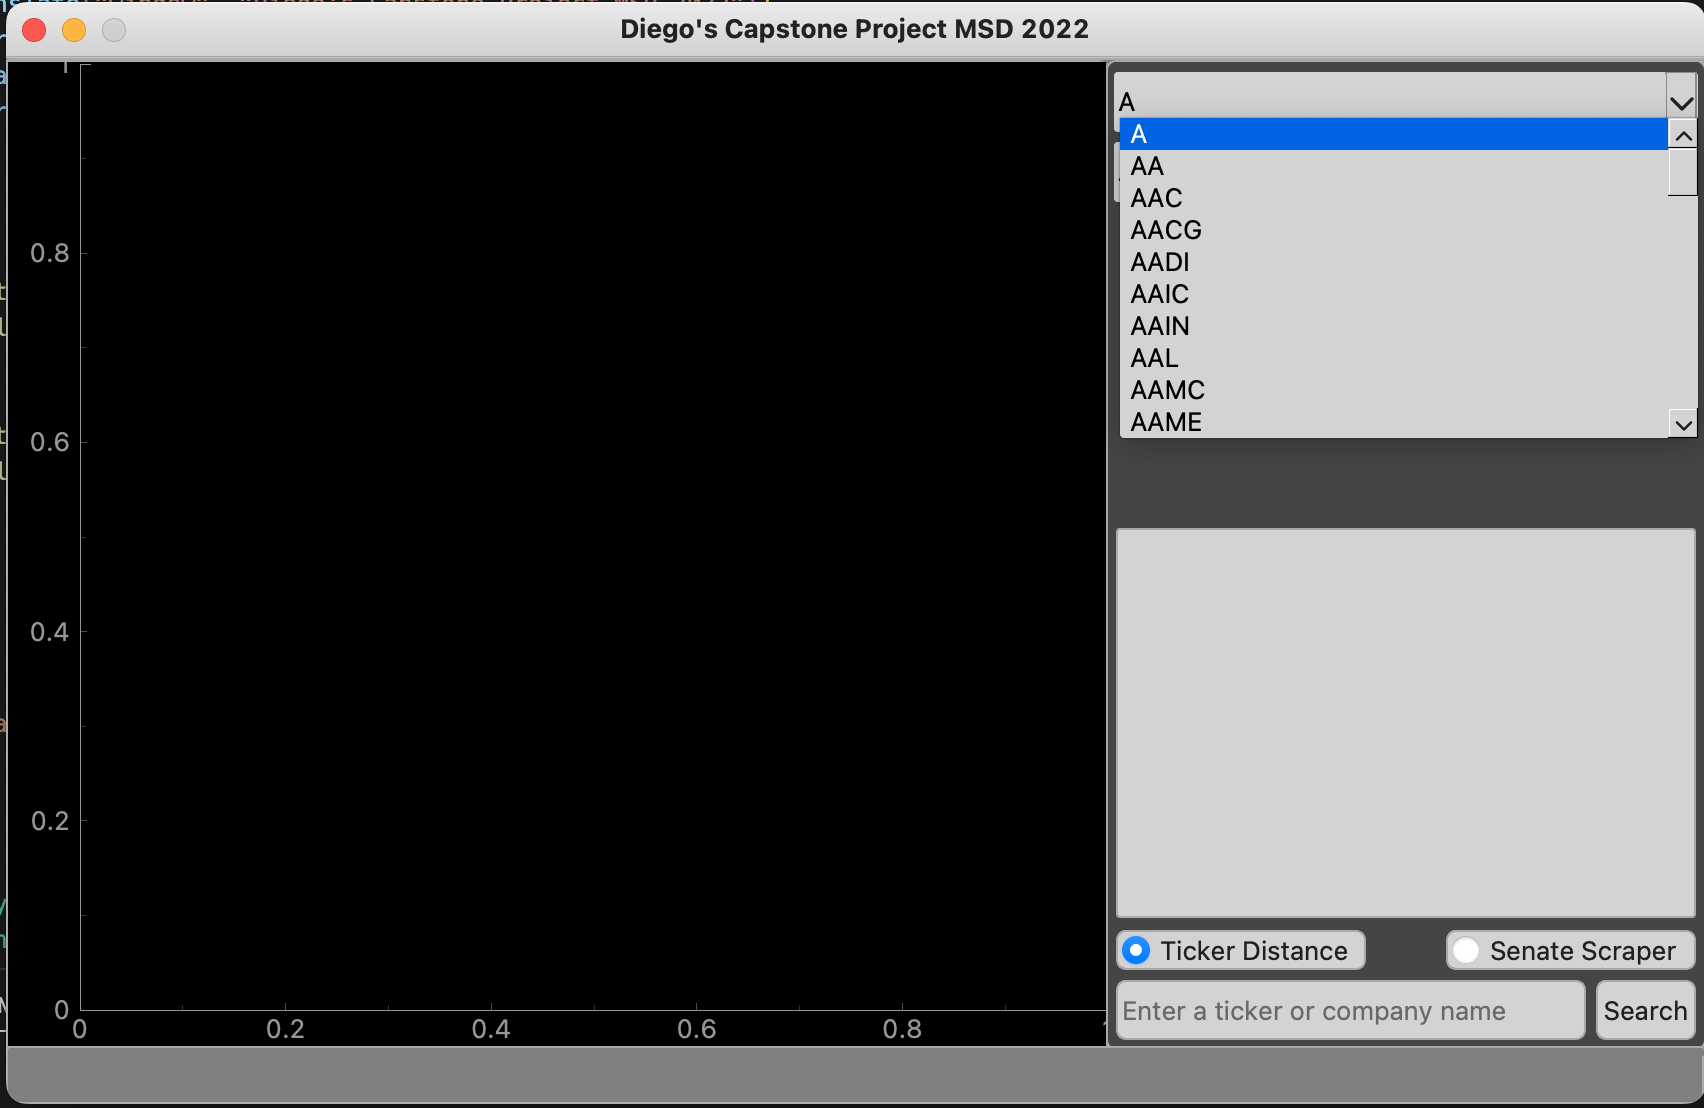 Diego's Capstone Project MSD 2022
A
A
AA
AAC
AACG
AADI
AAIC
AAIN
AAL
AAMC
AAME
0.8
0.6
0.4
0.2
0
0 0.2 0.4 0.6 0.8
Ticker Distance
Senate Scraper
Enter a ticker or company name
Search